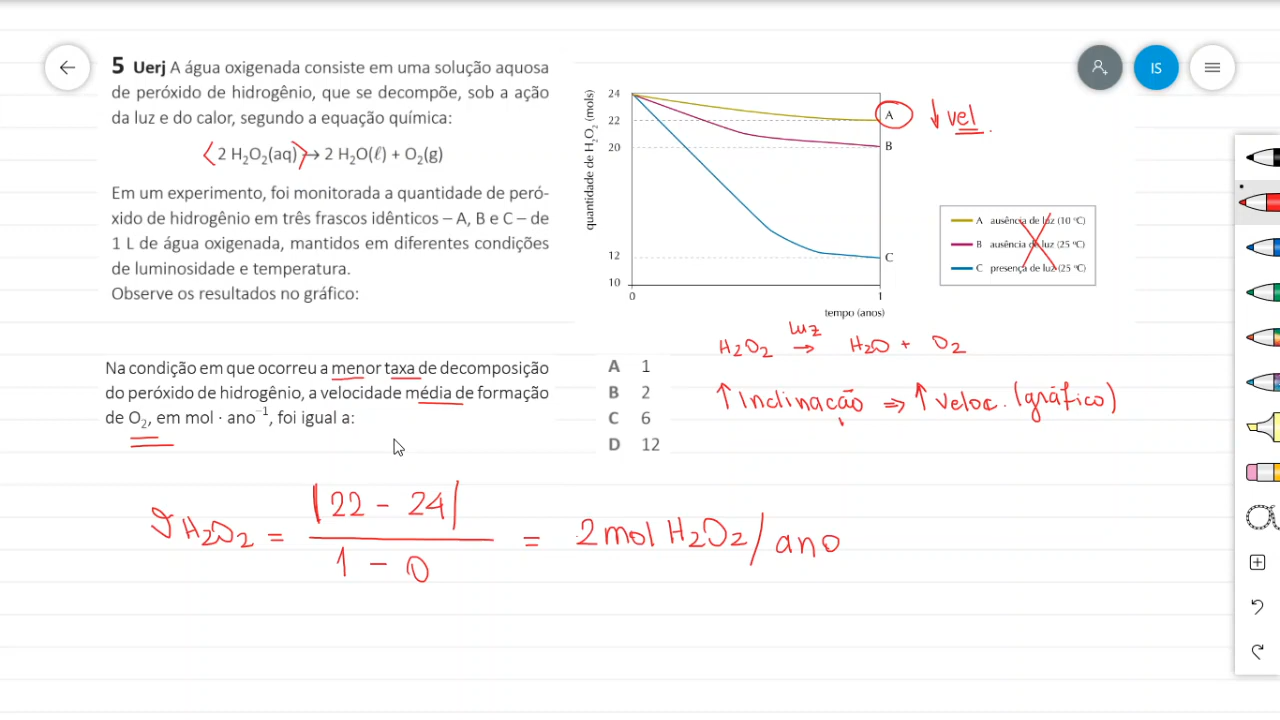 5 Uerj A água oxigenada consiste em uma solução aquosa
de peróxido de hidrogênio, que se decompõe, sob a ação
da luz e do calor, segundo a equação química:
2 H₂O₂(aq) → 2 H₂O(ℓ) + O₂(g)
Em um experimento, foi monitorada a quantidade de peró-
xido de hidrogênio em três frascos idênticos – A, B e C – de
1 L de água oxigenada, mantidos em diferentes condições
de luminosidade e temperatura.
Observe os resultados no gráfico:
quantidade de H₂O₂ (mols)
24
22
20
12
10
0
1
tempo (anos)
A
B
C
↓ vel.
A ausência de luz (10 ºC)
B ausência de luz (25 ºC)
C presença de luz (25 ºC)
IS
Na condição em que ocorreu a menor taxa de decomposição
do peróxido de hidrogênio, a velocidade média de formação
de O₂, em mol · ano⁻¹, foi igual a:
A 1
B 2
C 6
D 12
luz
H₂O₂ → H₂O + O₂
↑ Inclinação ⇒ ↑ Veloc. (gráfico)
|22 - 24|
ϑ H₂O₂ = = 2 mol H₂O₂/ano
1 - 0